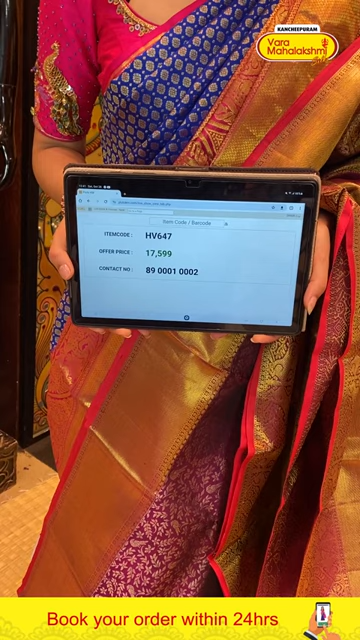 KANCHEEPURAM
Vara
Mahalakshmi
Item Code / Barcode
ITEMCODE : HV647
OFFER PRICE : 17,599
CONTACT NO : 89 0001 0002
Book your order within 24hrs